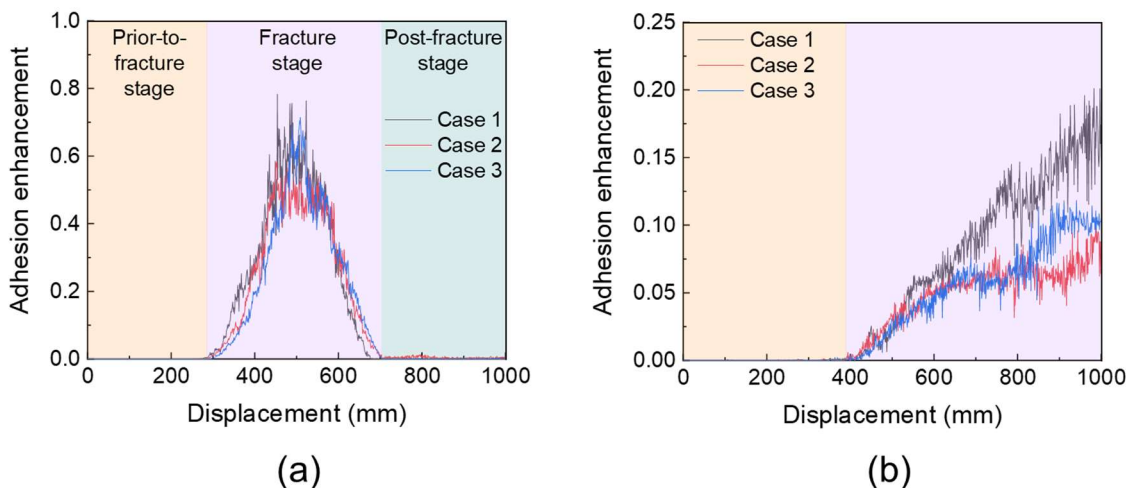 1.0
0.8
0.6
0.4
0.2
0.0
Adhesion enhancement
Prior-to-
fracture
stage
Fracture
stage
Post-fracture
stage
Case 1
Case 2
Case 3
0 200 400 600 800 1000
Displacement (mm)
(a)
0.25
0.20
0.15
0.10
0.05
0.00
Adhesion enhancement
Case 1
Case 2
Case 3
0 200 400 600 800 1000
Displacement (mm)
(b)